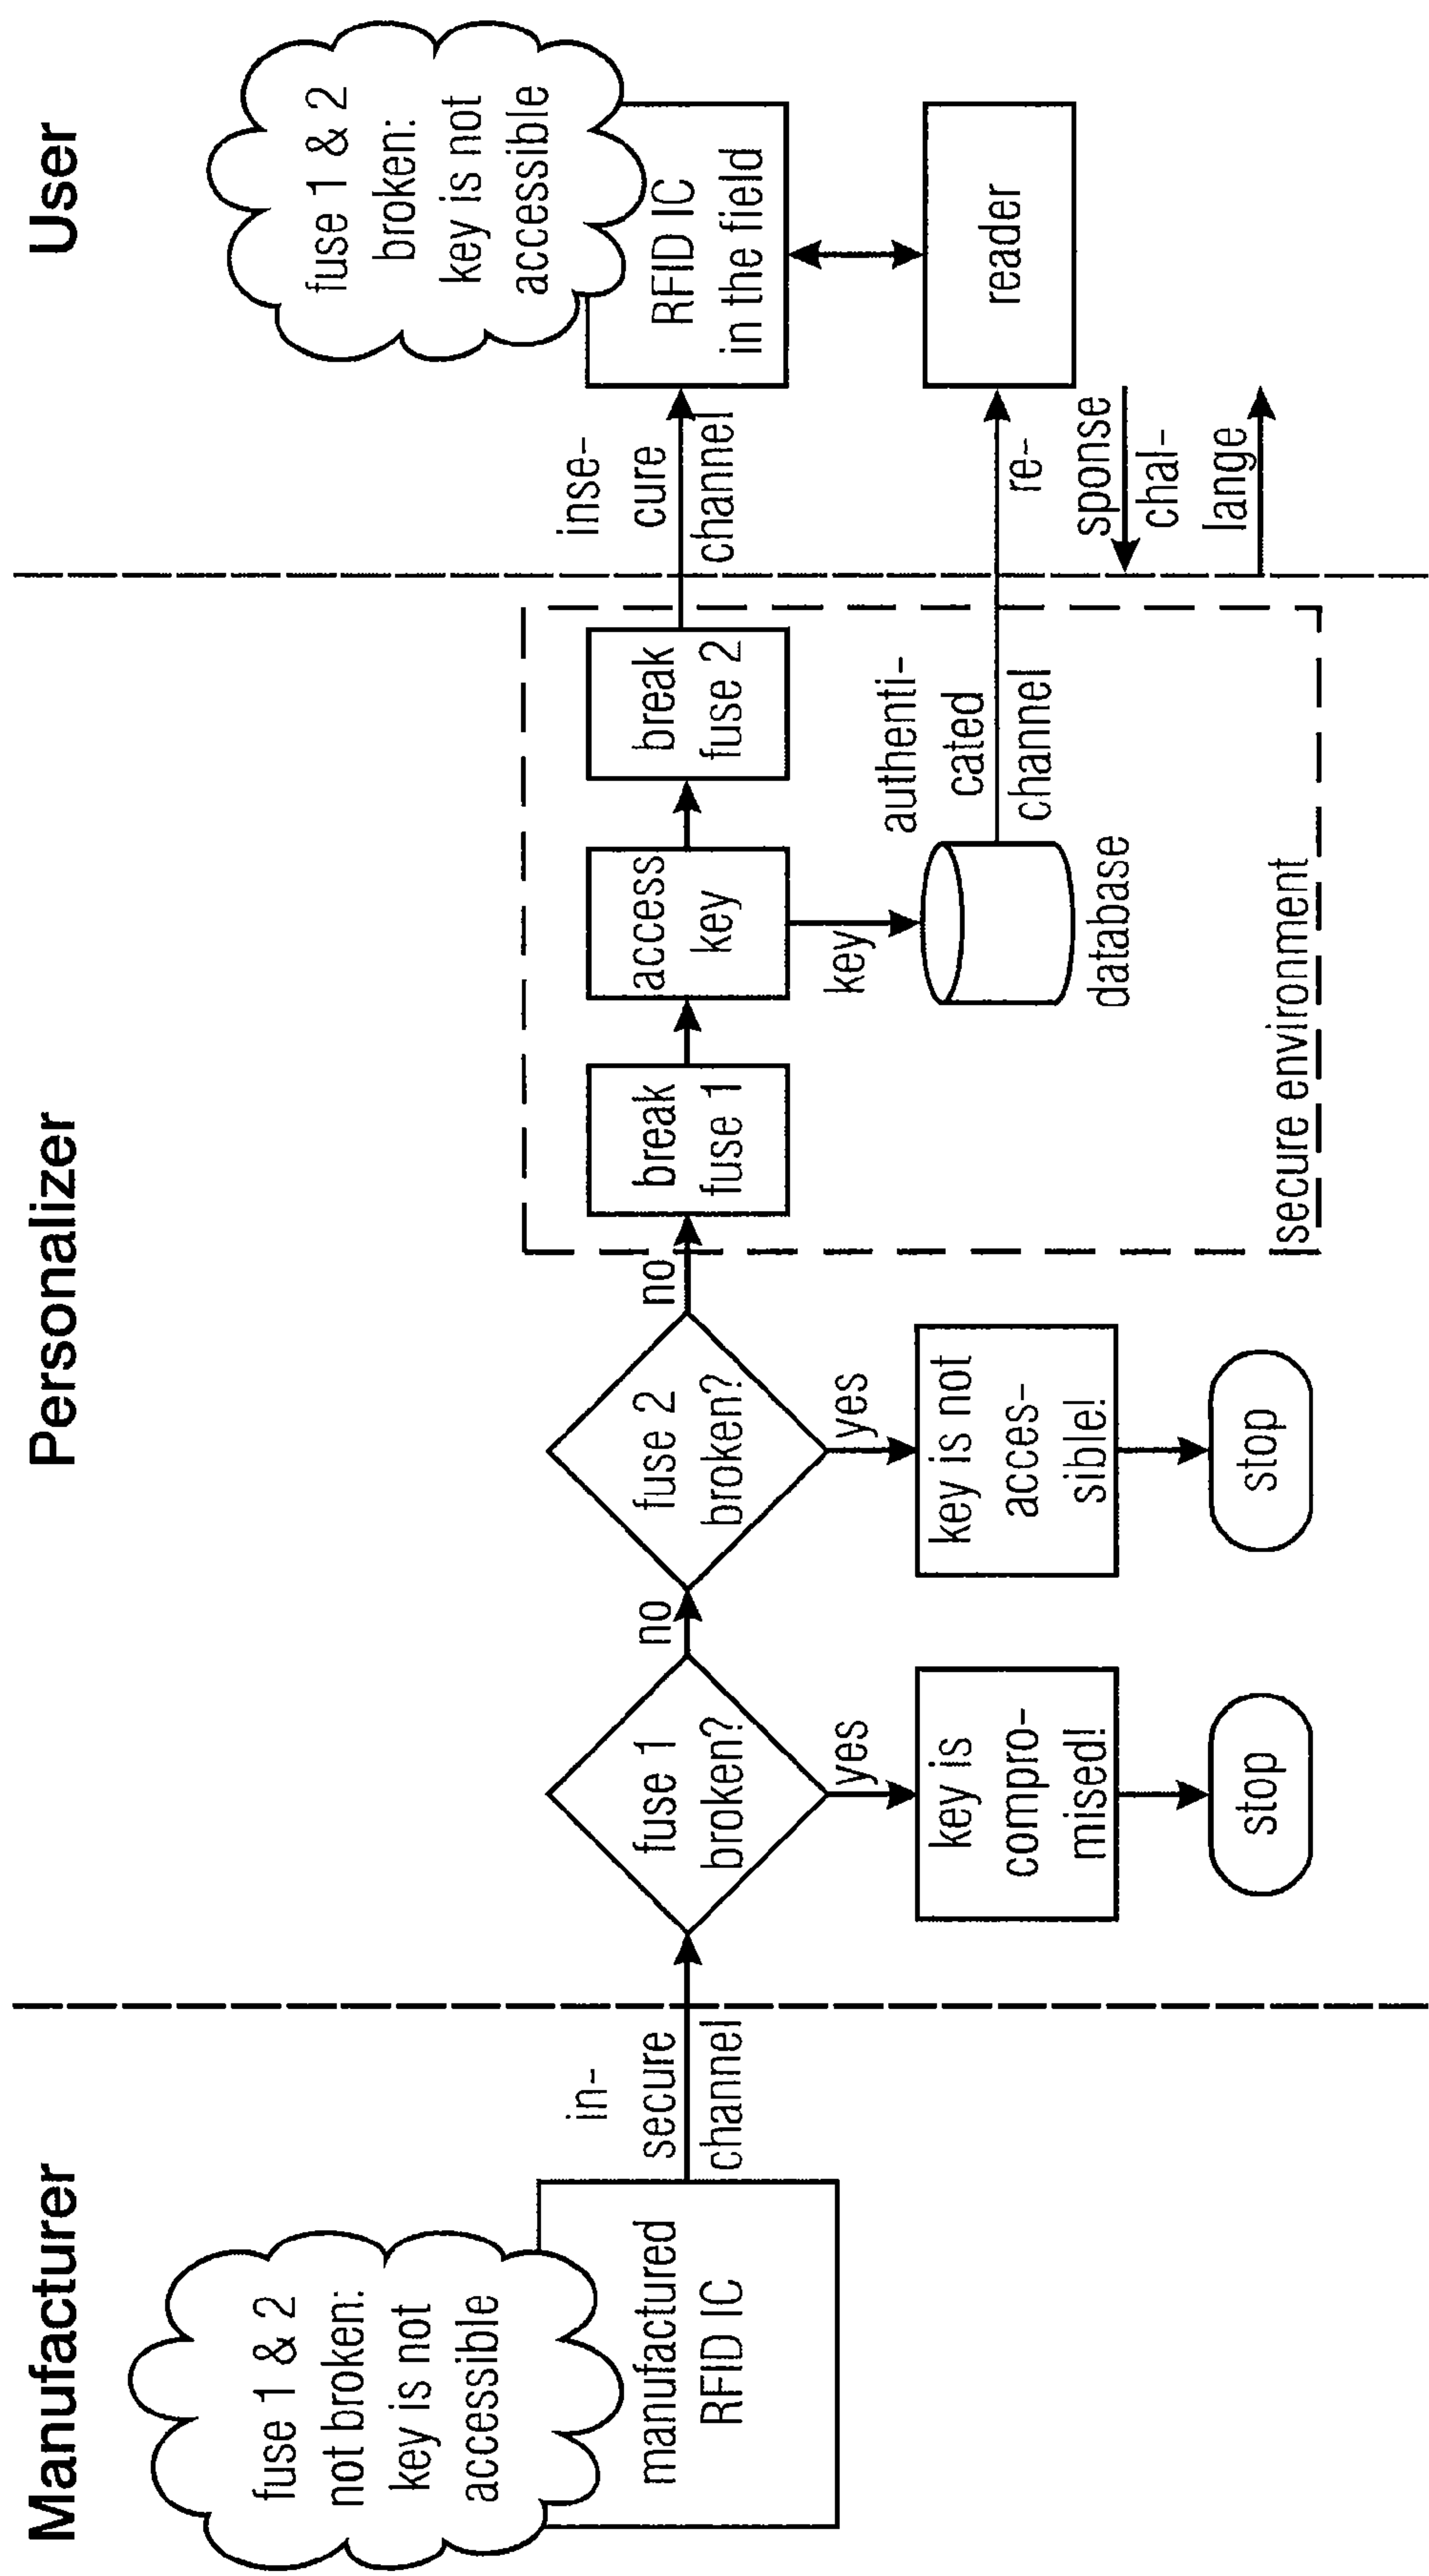 Manufacturer
Personalizer
User
fuse 1 & 2
not broken:
key is not
accessible
manufactured
RFID IC
in-
secure
channel
fuse 1
broken?
no
yes
key is
compro-
mised!
stop
fuse 2
broken?
no
yes
key is not
acces-
sible!
stop
break
fuse 1
access
key
key
database
break
fuse 2
authenti-
cated
channel
secure environment
inse-
cure
channel
fuse 1 & 2
broken:
key is not
accessible
RFID IC
in the field
reader
re-
sponse
chal-
lange